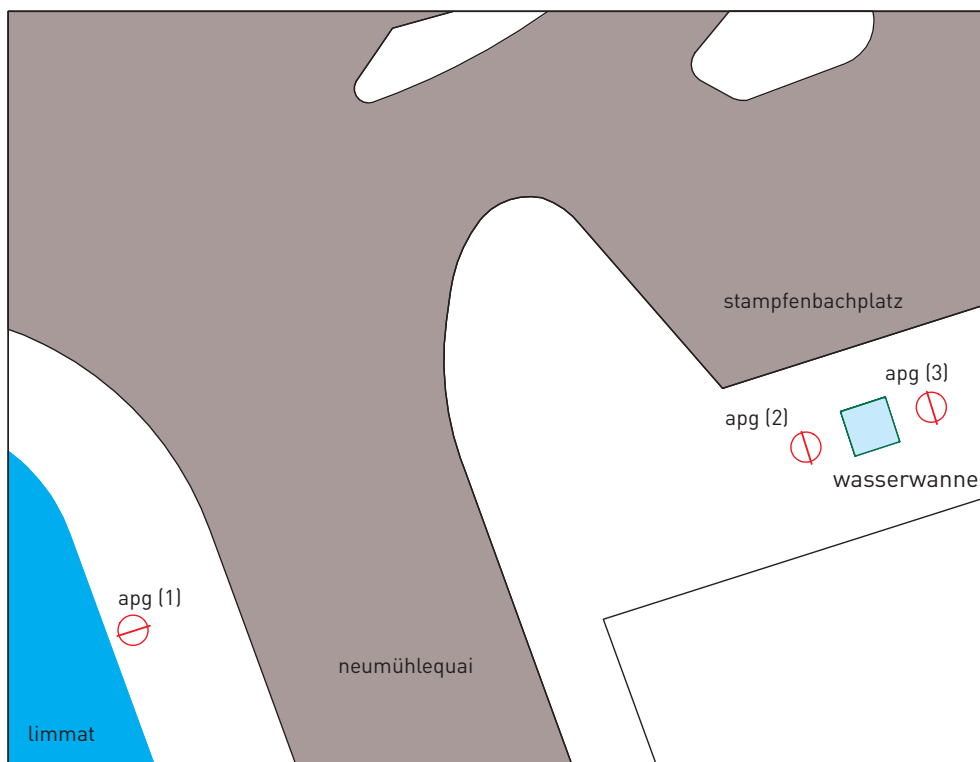 stampfenbachplatz
apg (3)
apg (2)
wasserwanne
apg (1)
neumühlequai
limmat